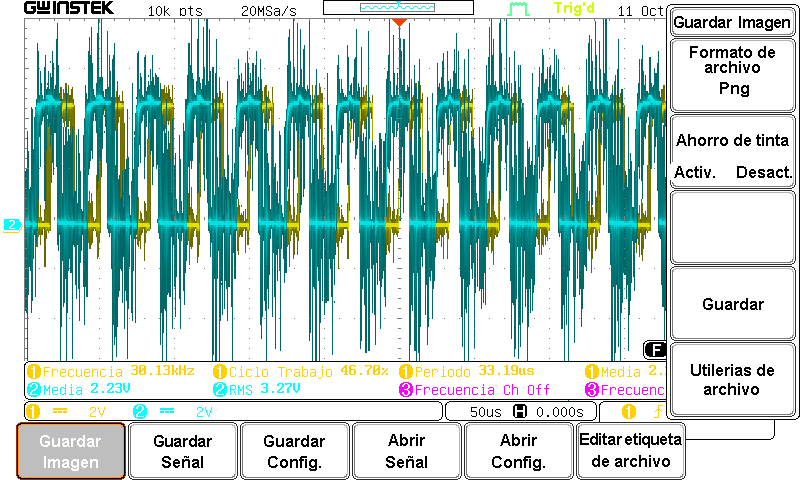 GWINSTEK 10k pts 20MSa/s Trig'd 11 Oct
Guardar Imagen
Formato de
archivo
Png
Ahorro de tinta
Activ. Desact.
Guardar
Utilerias de
archivo
2
F
1 Frecuencia 30.13kHz 1 Ciclo Trabajo 46.70% 1 Periodo 33.19us 1 Media 2.
2 Media 2.23V 2 RMS 3.27V 3 Frecuencia Ch Off 3 Frecuenc
1 2V 2 2V 50us H 0.000s 1
Guardar
Imagen
Guardar
Señal
Guardar
Config.
Abrir
Señal
Abrir
Config.
Editar etiqueta
de archivo